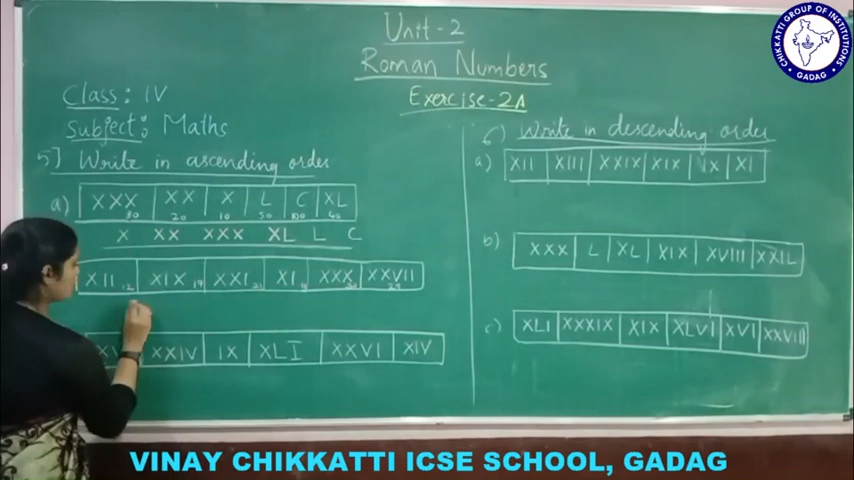 Unit - 2
Roman Numbers
Exercise-2A
Class: IV
Subject: Maths
5] Write in ascending order
a) XXX 30 XX 20 X 10 L 50 C 100 XL 40
X XX XXX XL L C
XII 12 XIX 19 XXI 21 XI 11 XXX 30 XXVII
XXIV IX XLI XXVI XIV
6) Write in descending order
a) XII XIII XXIX XIX IX XI
b) XXX L XL XIX XVIII
c) XLI XXXIX XIX XLVI XVI XXVIII
CHIKKATTI GROUP OF INSTITUTIONS
· GADAG ·
VINAY CHIKKATTI ICSE SCHOOL, GADAG